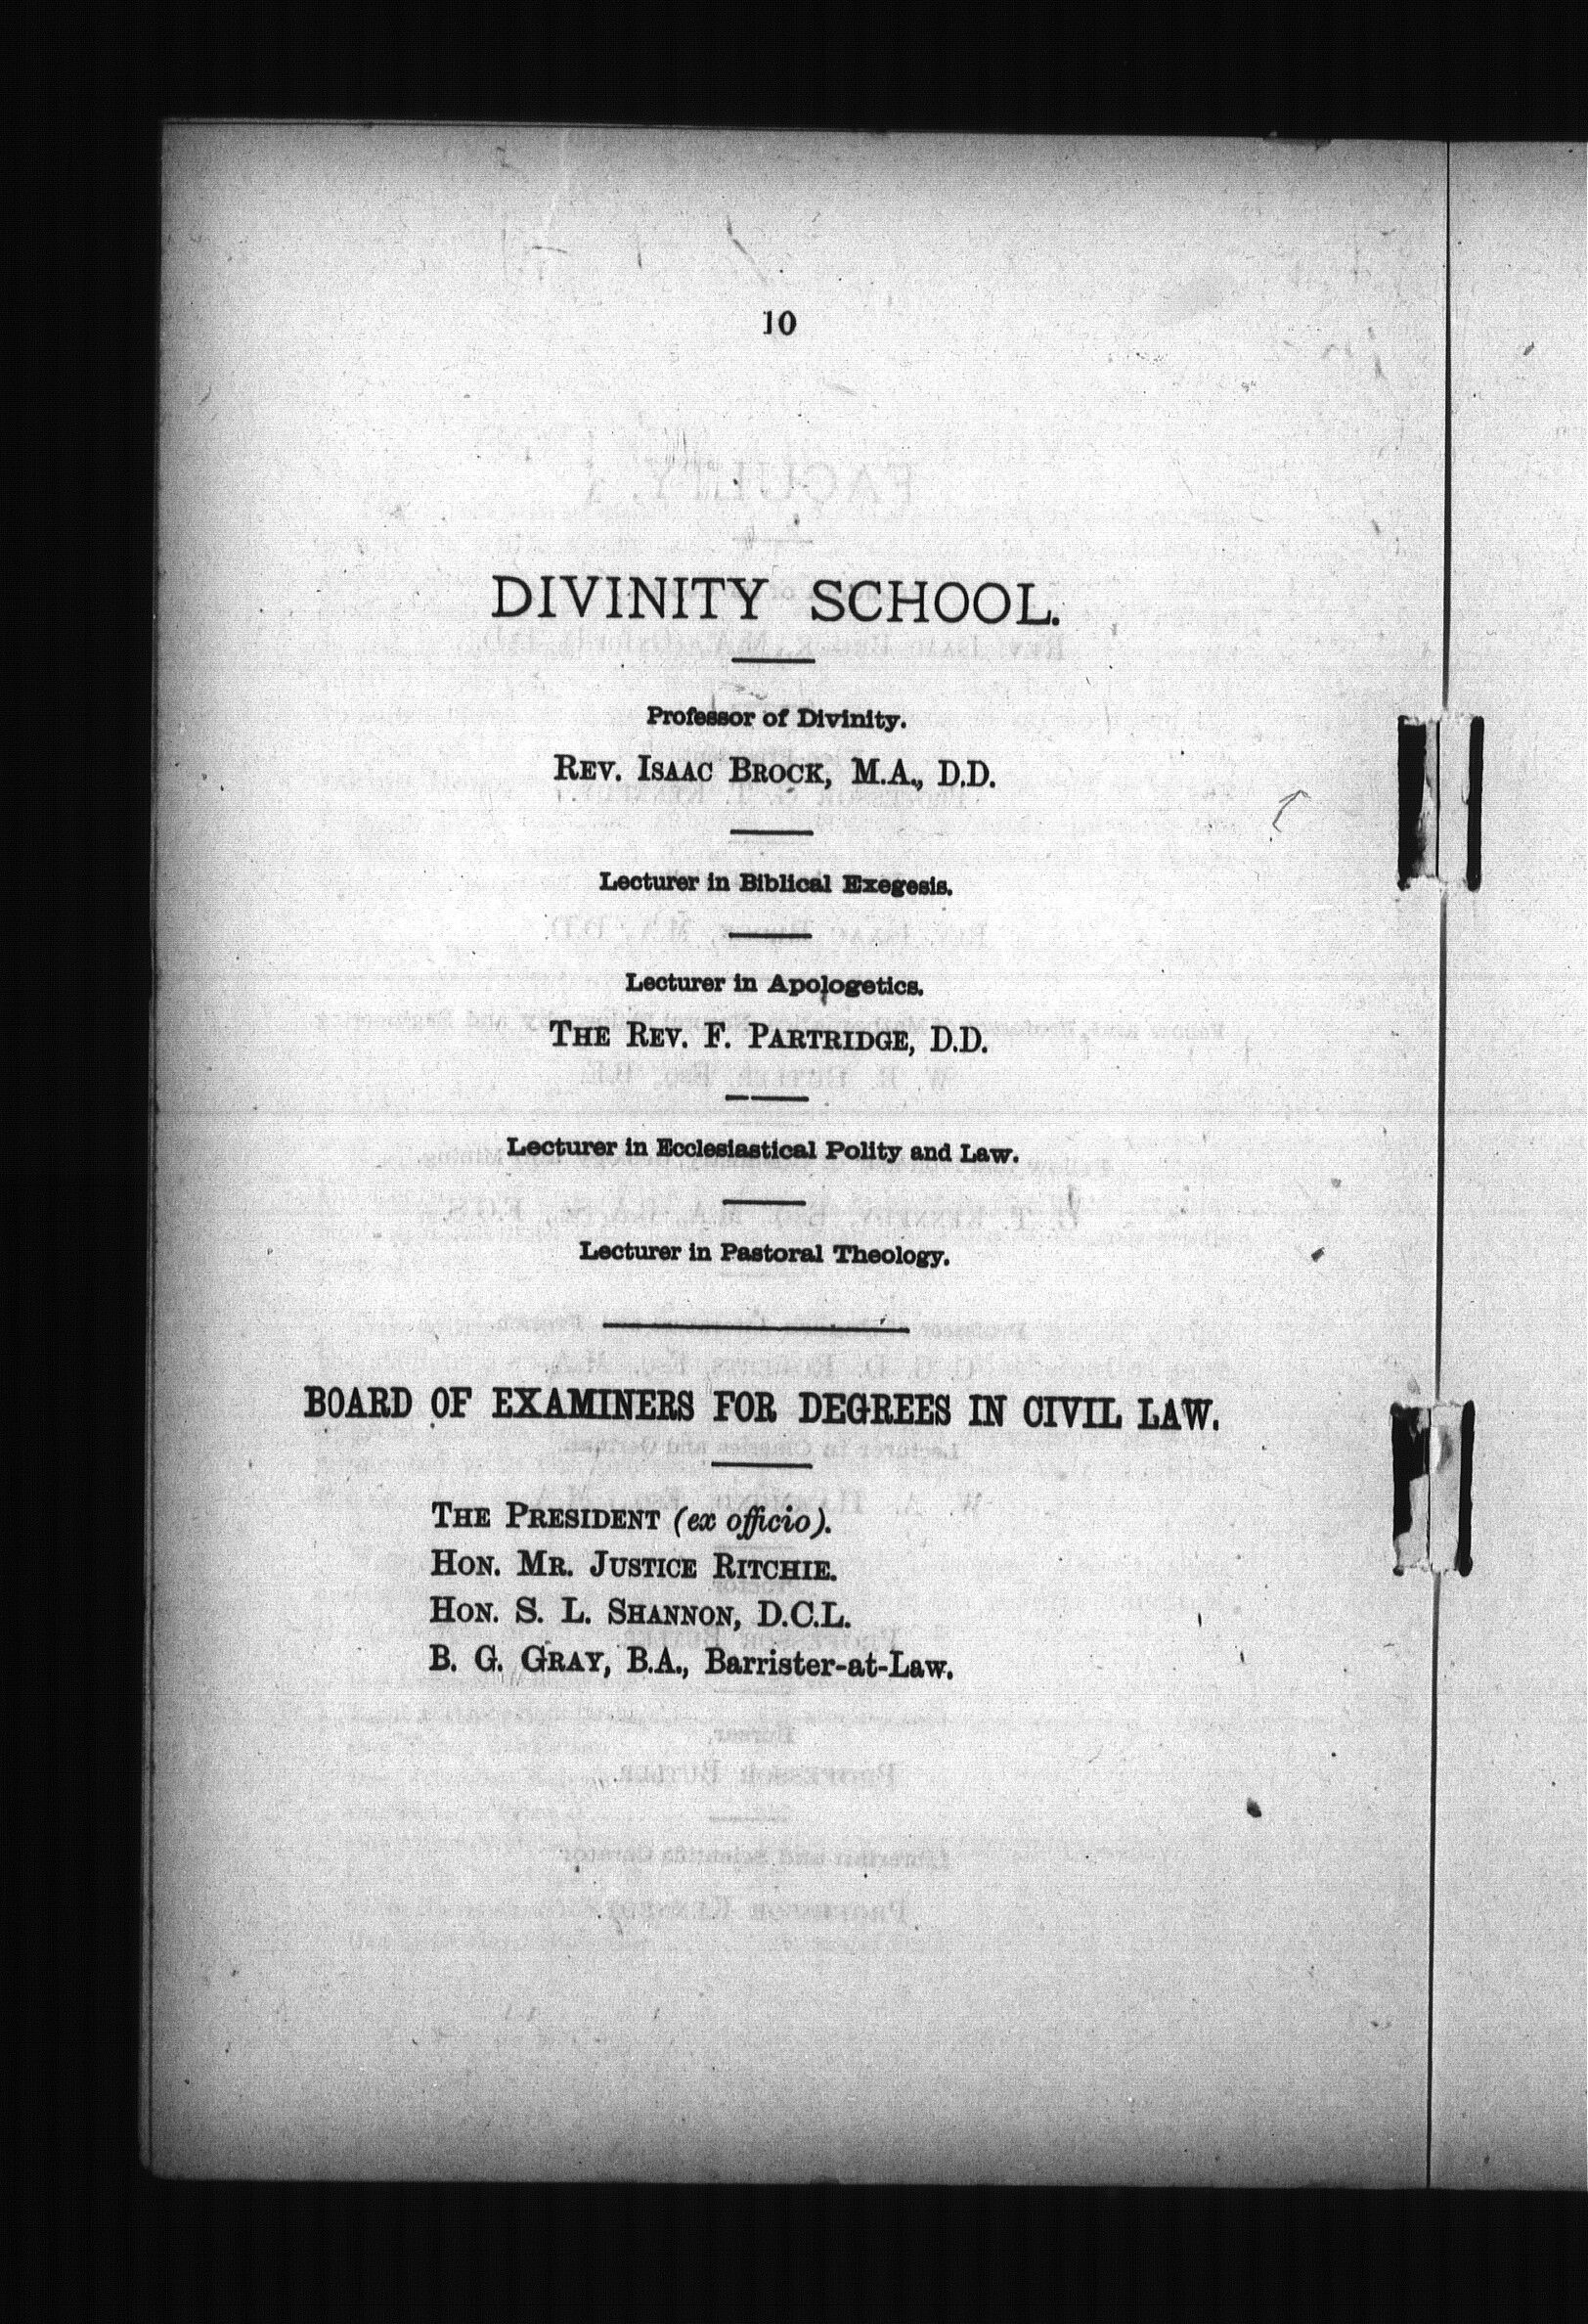 10
DIVINITY SCHOOL.
Professor of Divinity.
REV. ISAAC BROCK, M.A., D.D.
Lecturer in Biblical Exegesis.
Lecturer in Apologetics.
THE REV. F. PARTRIDGE, D.D.
Lecturer in Ecclesiastical Polity and Law.
Lecturer in Pastoral Theology.
BOARD OF EXAMINERS FOR DEGREES IN CIVIL LAW.
THE PRESIDENT (ex officio).
HON. MR. JUSTICE RITCHIE.
HON. S. L. SHANNON, D.C.L.
B. G. GRAY, B.A., Barrister-at-Law.